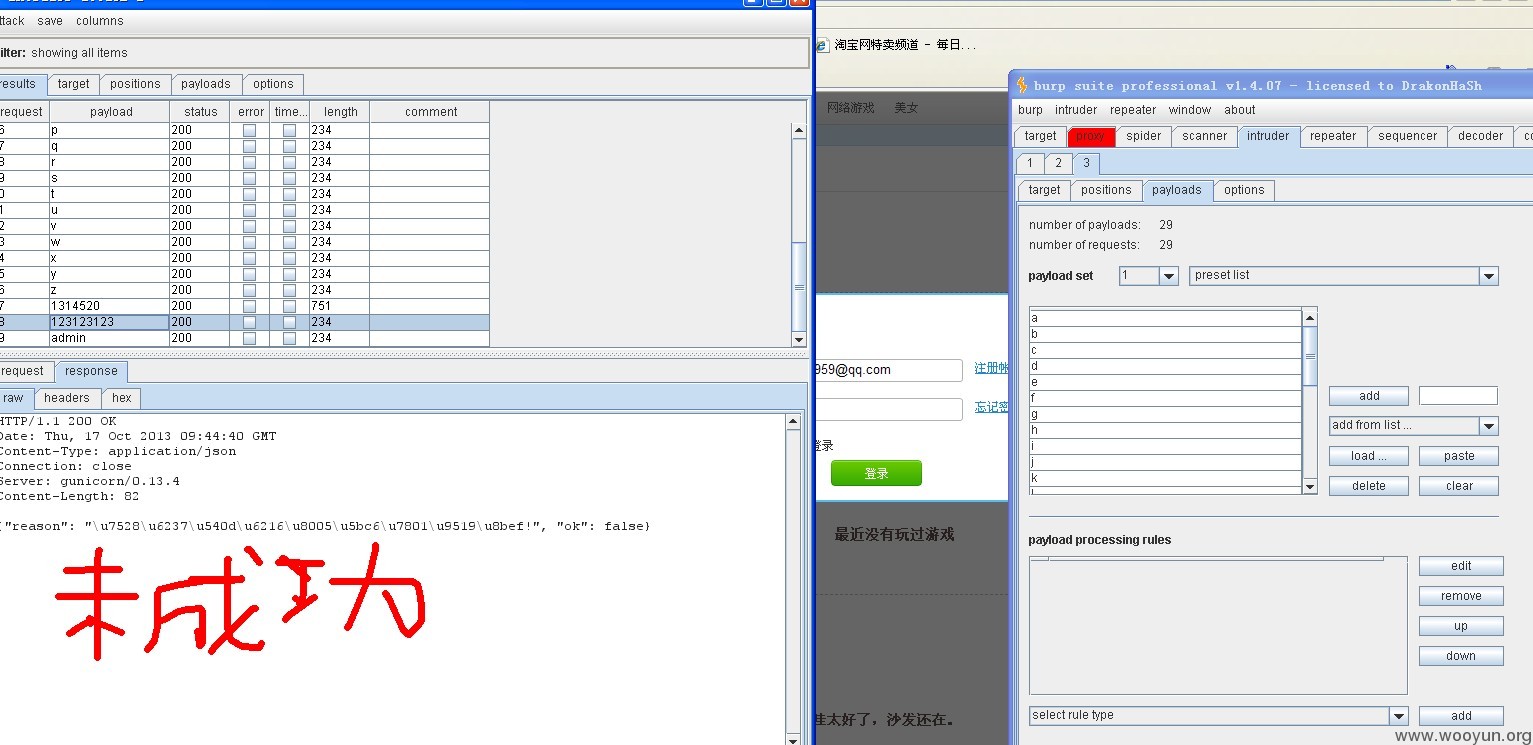 ttack save columns
ilter: showing all items
results target positions payloads options
request payload status error time... length comment
6 p 200 234
7 q 200 234
8 r 200 234
9 s 200 234
0 t 200 234
1 u 200 234
2 v 200 234
3 w 200 234
4 x 200 234
5 y 200 234
6 z 200 234
7 1314520 200 751
8 123123123 200 234
9 admin 200 234
request response
raw headers hex
HTTP/1.1 200 OK
Date: Thu, 17 Oct 2013 09:44:40 GMT
Content-Type: application/json
Connection: close
Server: gunicorn/0.13.4
Content-Length: 82
{"reason": "\u7528\u6237\u540d\u6216\u8005\u5bc6\u7801\u9519\u8bef!", "ok": false}
未成功
淘宝网特卖频道 - 每日...
网络游戏 美女
959@qq.com 注册帐
忘记密
登录
登录
最近没有玩过游戏
太好了，沙发还在。
burp suite professional v1.4.07 - licensed to DrakonHaSh
burp intruder repeater window about
target proxy spider scanner intruder repeater sequencer decoder co
1 2 3
target positions payloads options
number of payloads: 29
number of requests: 29
payload set 1 preset list
a
b
c
d
e
f
g
h
i
j
k
add
add from list ...
load ... paste
delete clear
payload processing rules
edit
remove
up
down
select rule type add
www.wooyun.org